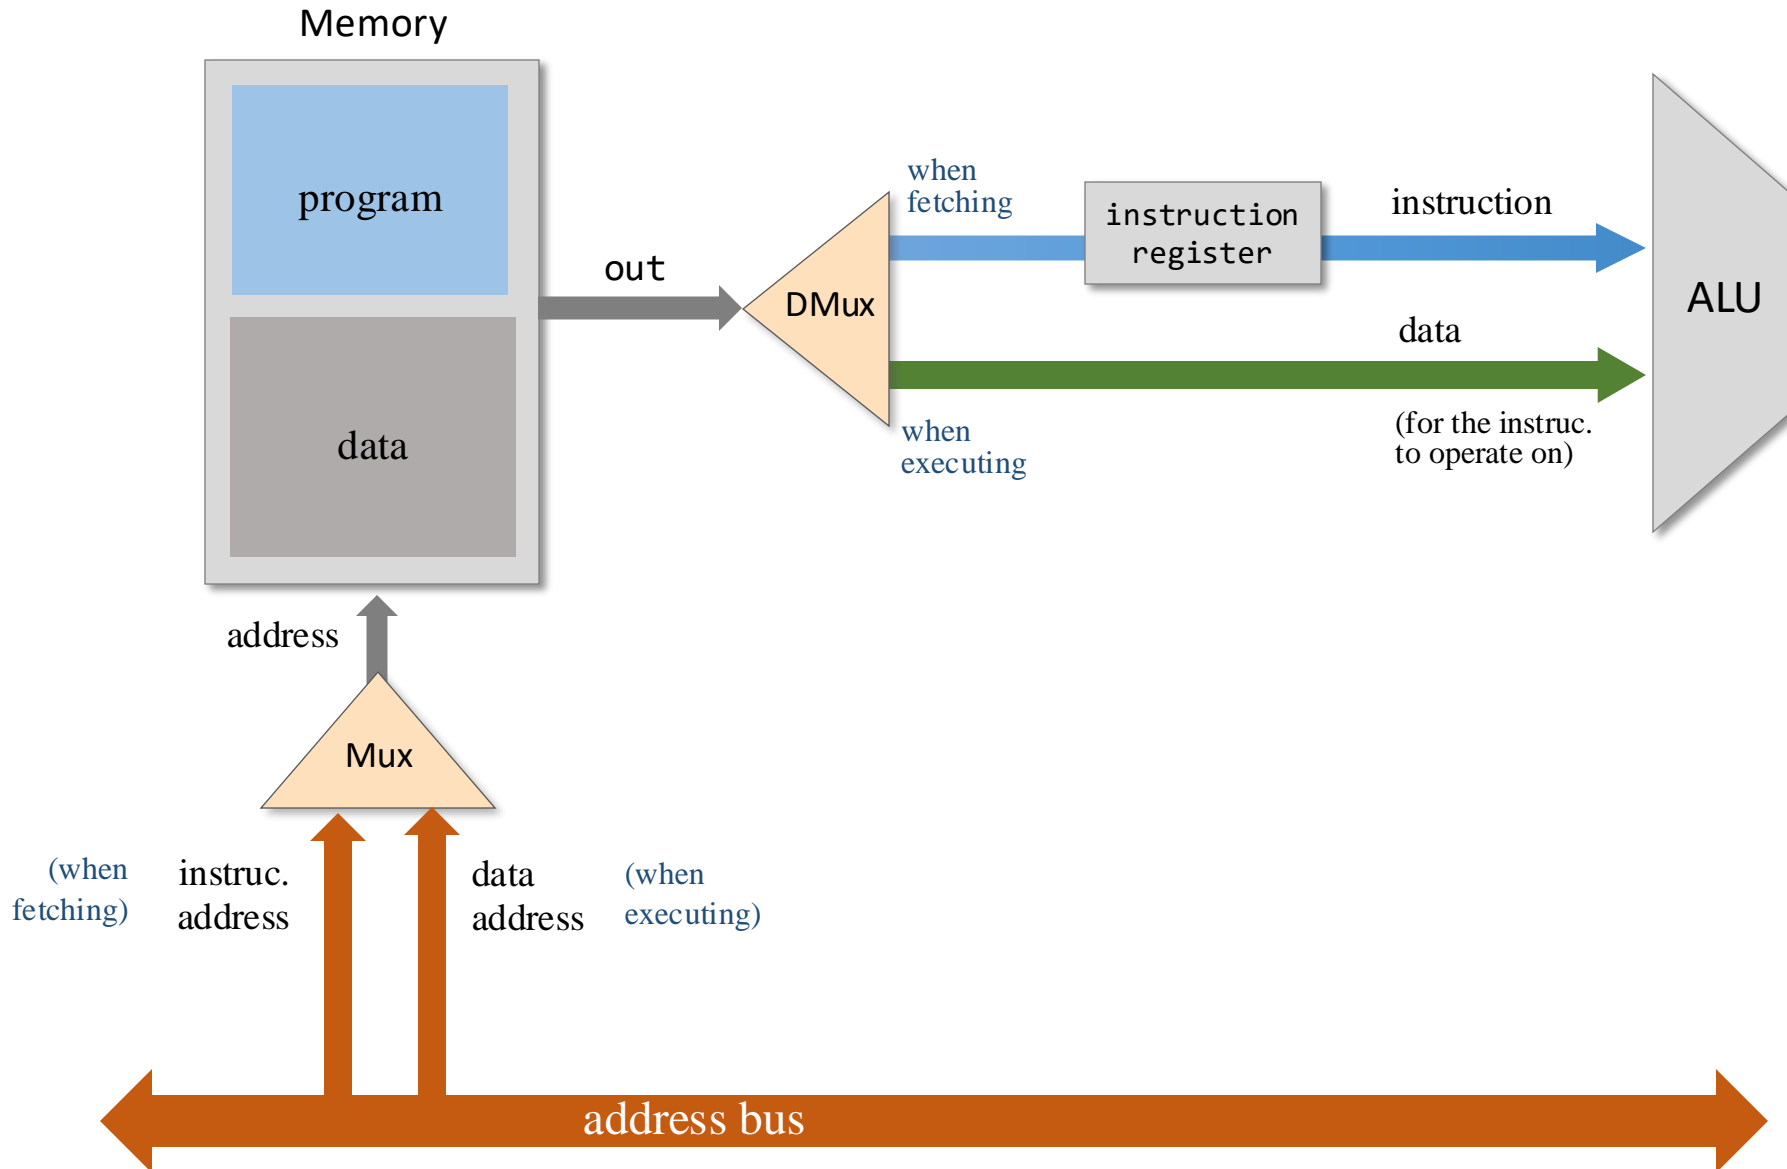 Memory
program
data
out
DMux
when
fetching
instruction
register
instruction
data
ALU
when
executing
(for the instruc.
to operate on)
address
Mux
(when
fetching)
instruc.
address
data
address
(when
executing)
address bus